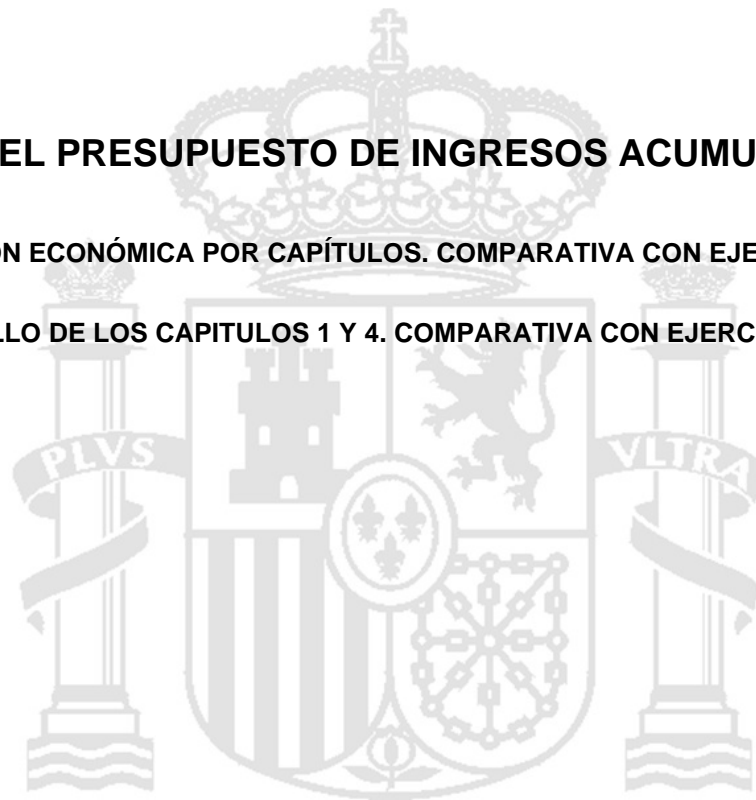 EL PRESUPUESTO DE INGRESOS ACUMU
ÓN ECONÓMICA POR CAPÍTULOS. COMPARATIVA CON EJE
LLO DE LOS CAPITULOS 1 Y 4. COMPARATIVA CON EJERC
PLVS
VLTRA